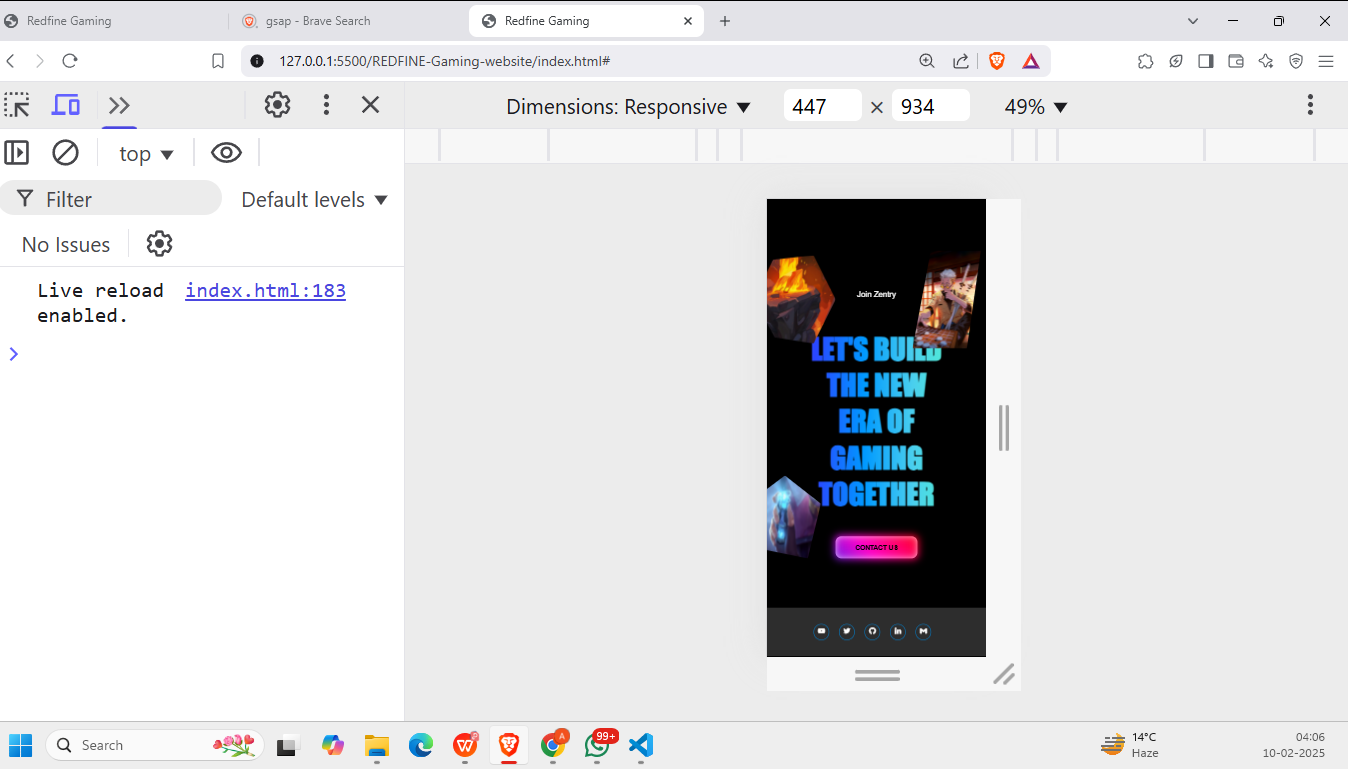 Redfine Gaming
gsap - Brave Search
Redfine Gaming
127.0.0.1:5500/REDFINE-Gaming-website/index.html#
Dimensions: Responsive ▼ 447 × 934 49% ▼
top ▼
Filter Default levels ▼
No Issues
Live reload index.html:183
enabled.
Join Zentry
LET'S BUILD
THE NEW
ERA OF
GAMING
TOGETHER
CONTACT US
Search
99+
14°C
Haze
04:06
10-02-2025